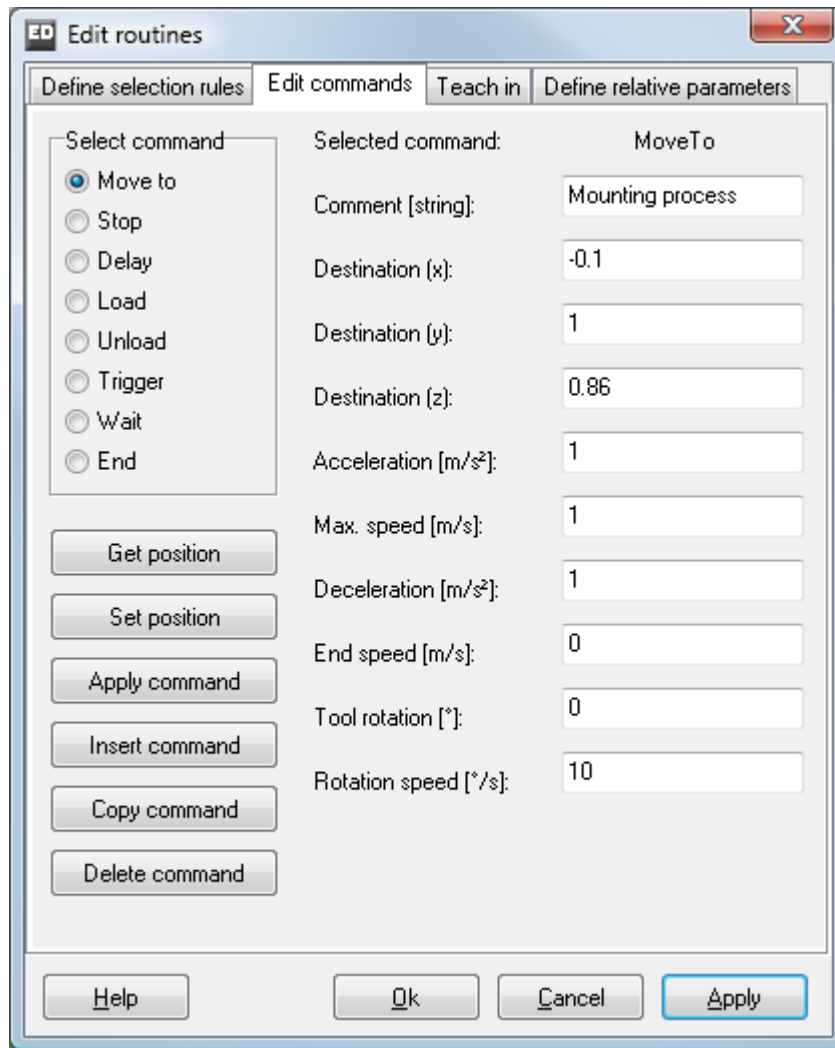 ED Edit routines
Define selection rules Edit commands Teach in Define relative parameters
Select command
Move to
Stop
Delay
Load
Unload
Trigger
Wait
End
Get position
Set position
Apply command
Insert command
Copy command
Delete command
Selected command: MoveTo
Comment [string]: Mounting process
Destination (x): -0.1
Destination (y): 1
Destination (z): 0.86
Acceleration [m/s²]: 1
Max. speed [m/s]: 1
Deceleration [m/s²]: 1
End speed [m/s]: 0
Tool rotation [°]: 0
Rotation speed [°/s]: 10
Help Ok Cancel Apply